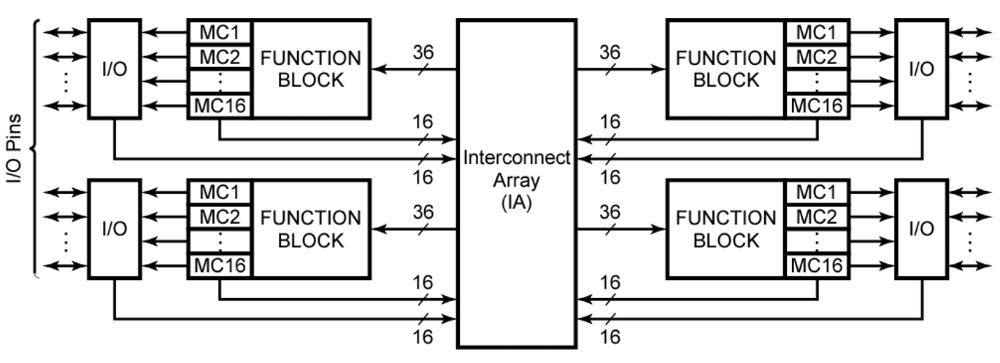 I/O Pins
I/O
MC1
MC2
MC16
FUNCTION
BLOCK
36
16
16
I/O
MC1
MC2
MC16
FUNCTION
BLOCK
36
16
16
Interconnect
Array
(IA)
36
16
16
FUNCTION
BLOCK
MC1
MC2
MC16
I/O
36
16
16
FUNCTION
BLOCK
MC1
MC2
MC16
I/O